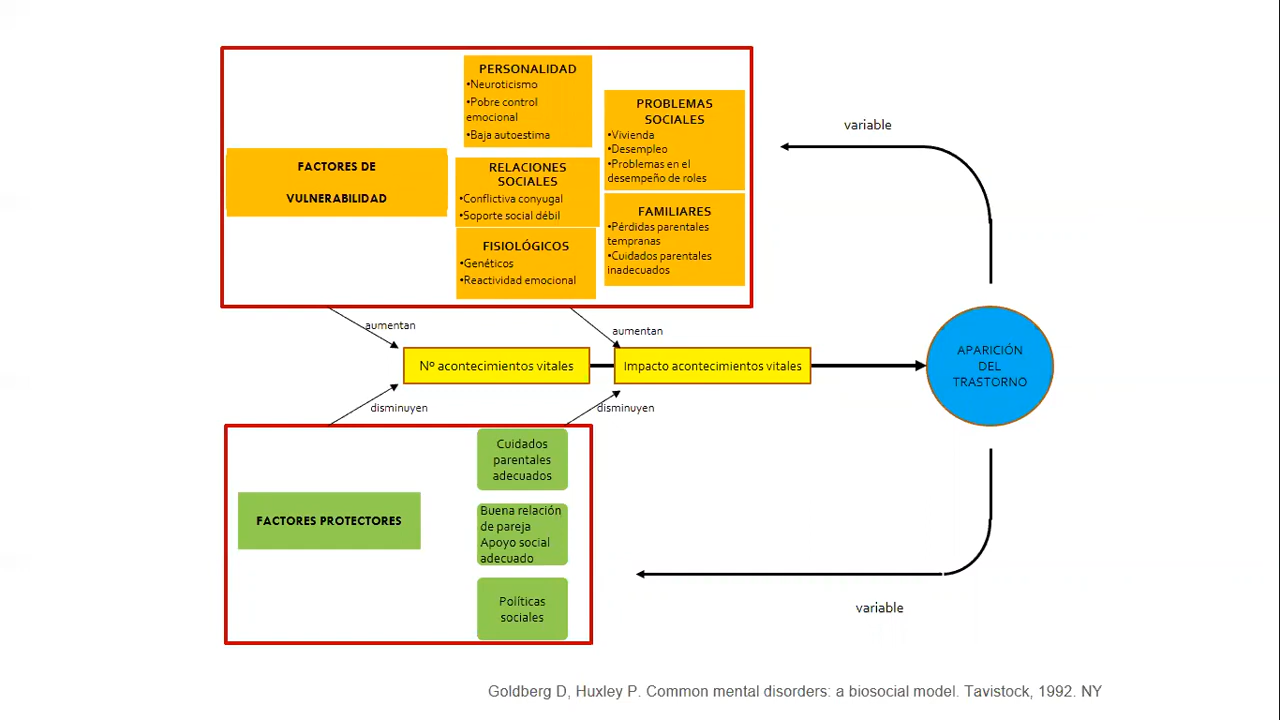 FACTORES DE
VULNERABILIDAD
PERSONALIDAD
•Neuroticismo
•Pobre control
emocional
•Baja autoestima
RELACIONES
SOCIALES
•Conflictiva conyugal
•Soporte social débil
FISIOLÓGICOS
•Genéticos
•Reactividad emocional
PROBLEMAS
SOCIALES
•Vivienda
•Desempleo
•Problemas en el
desempeño de roles
FAMILIARES
•Pérdidas parentales
tempranas
•Cuidados parentales
inadecuados
variable
aumentan
aumentan
Nº acontecimientos vitales
Impacto acontecimientos vitales
APARICIÓN
DEL
TRASTORNO
disminuyen
disminuyen
FACTORES PROTECTORES
Cuidados
parentales
adecuados
Buena relación
de pareja
Apoyo social
adecuado
Políticas
sociales
variable
Goldberg D, Huxley P. Common mental disorders: a biosocial model. Tavistock, 1992. NY